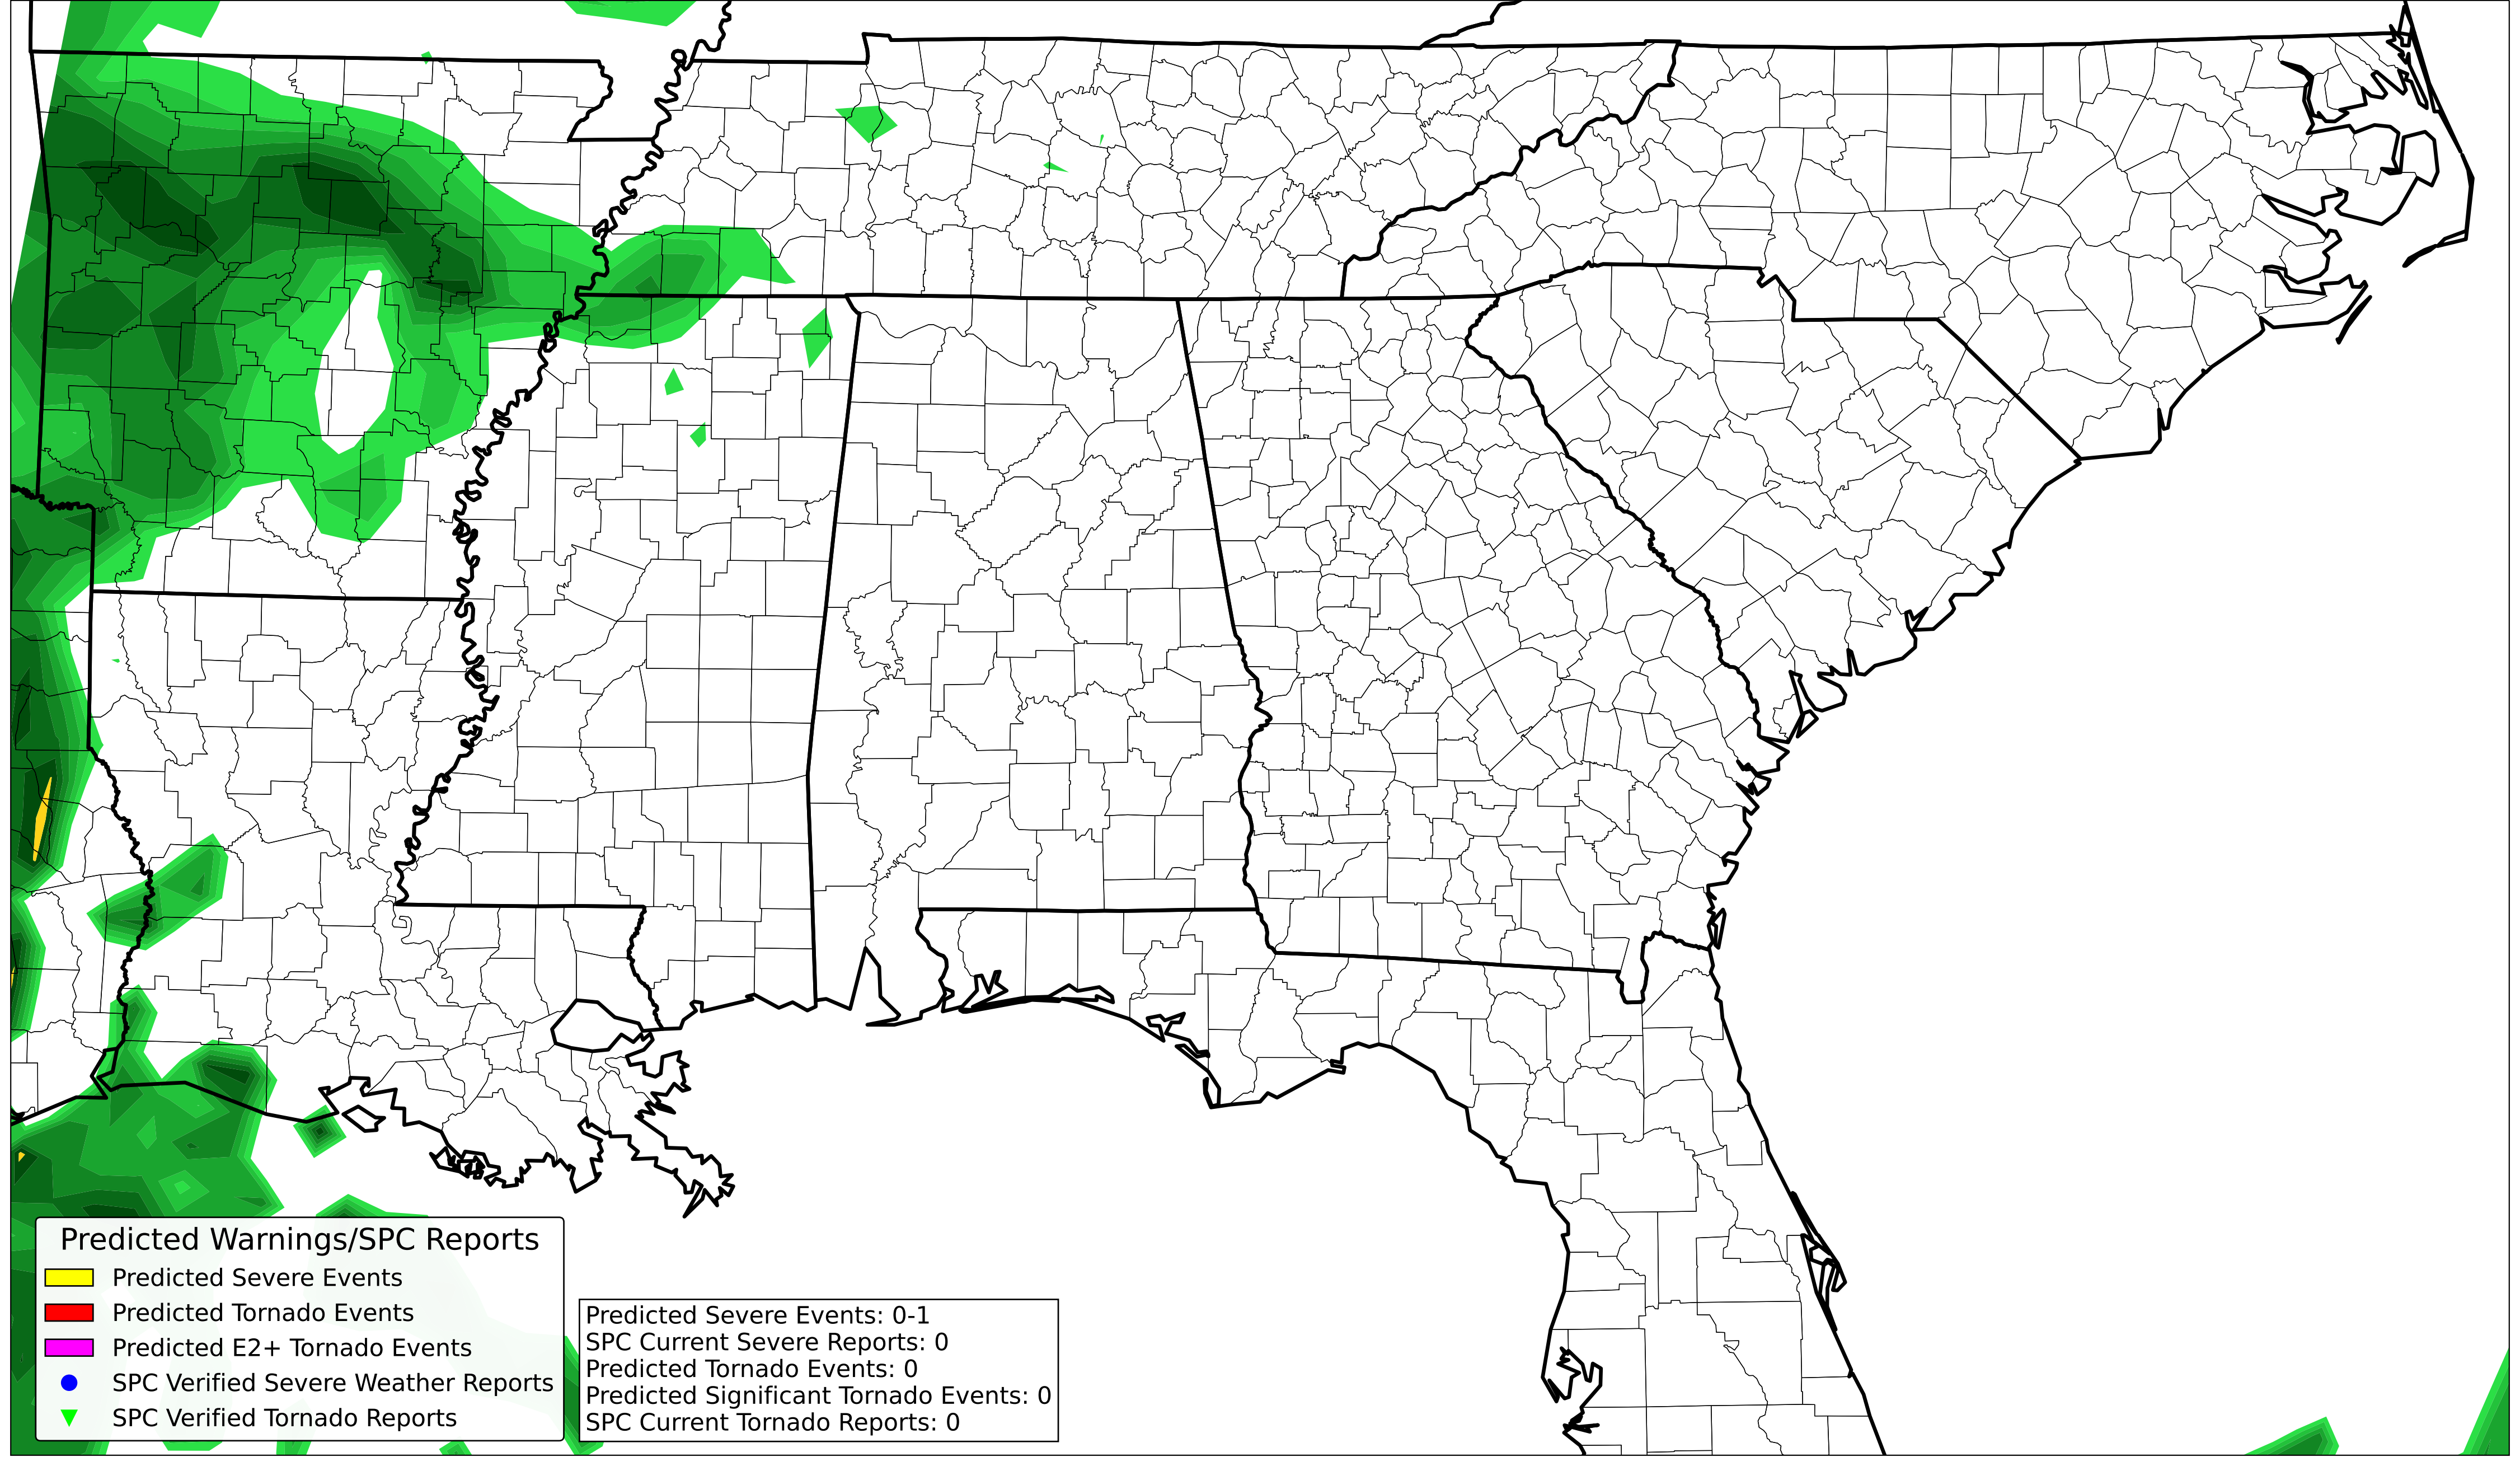 Predicted Warnings/SPC Reports
Predicted Severe Events
Predicted Tornado Events
Predicted E2+ Tornado Events
SPC Verified Severe Weather Reports
SPC Verified Tornado Reports
Predicted Severe Events: 0-1
SPC Current Severe Reports: 0
Predicted Tornado Events: 0
Predicted Significant Tornado Events: 0
SPC Current Tornado Reports: 0